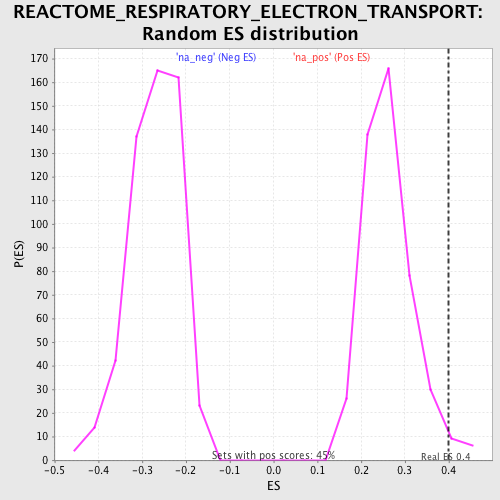 REACTOME_RESPIRATORY_ELECTRON_TRANSPORT:
Random ES distribution
'na_neg' (Neg ES) 'na_pos' (Pos ES)
170
160
150
140
130
120
110
100
90
80
70
60
50
40
30
20
10
0
P(ES)
Sets with pos scores: 45%
Real ES 0.4
-0.5 -0.4 -0.3 -0.2 -0.1 0.0 0.1 0.2 0.3 0.4
ES